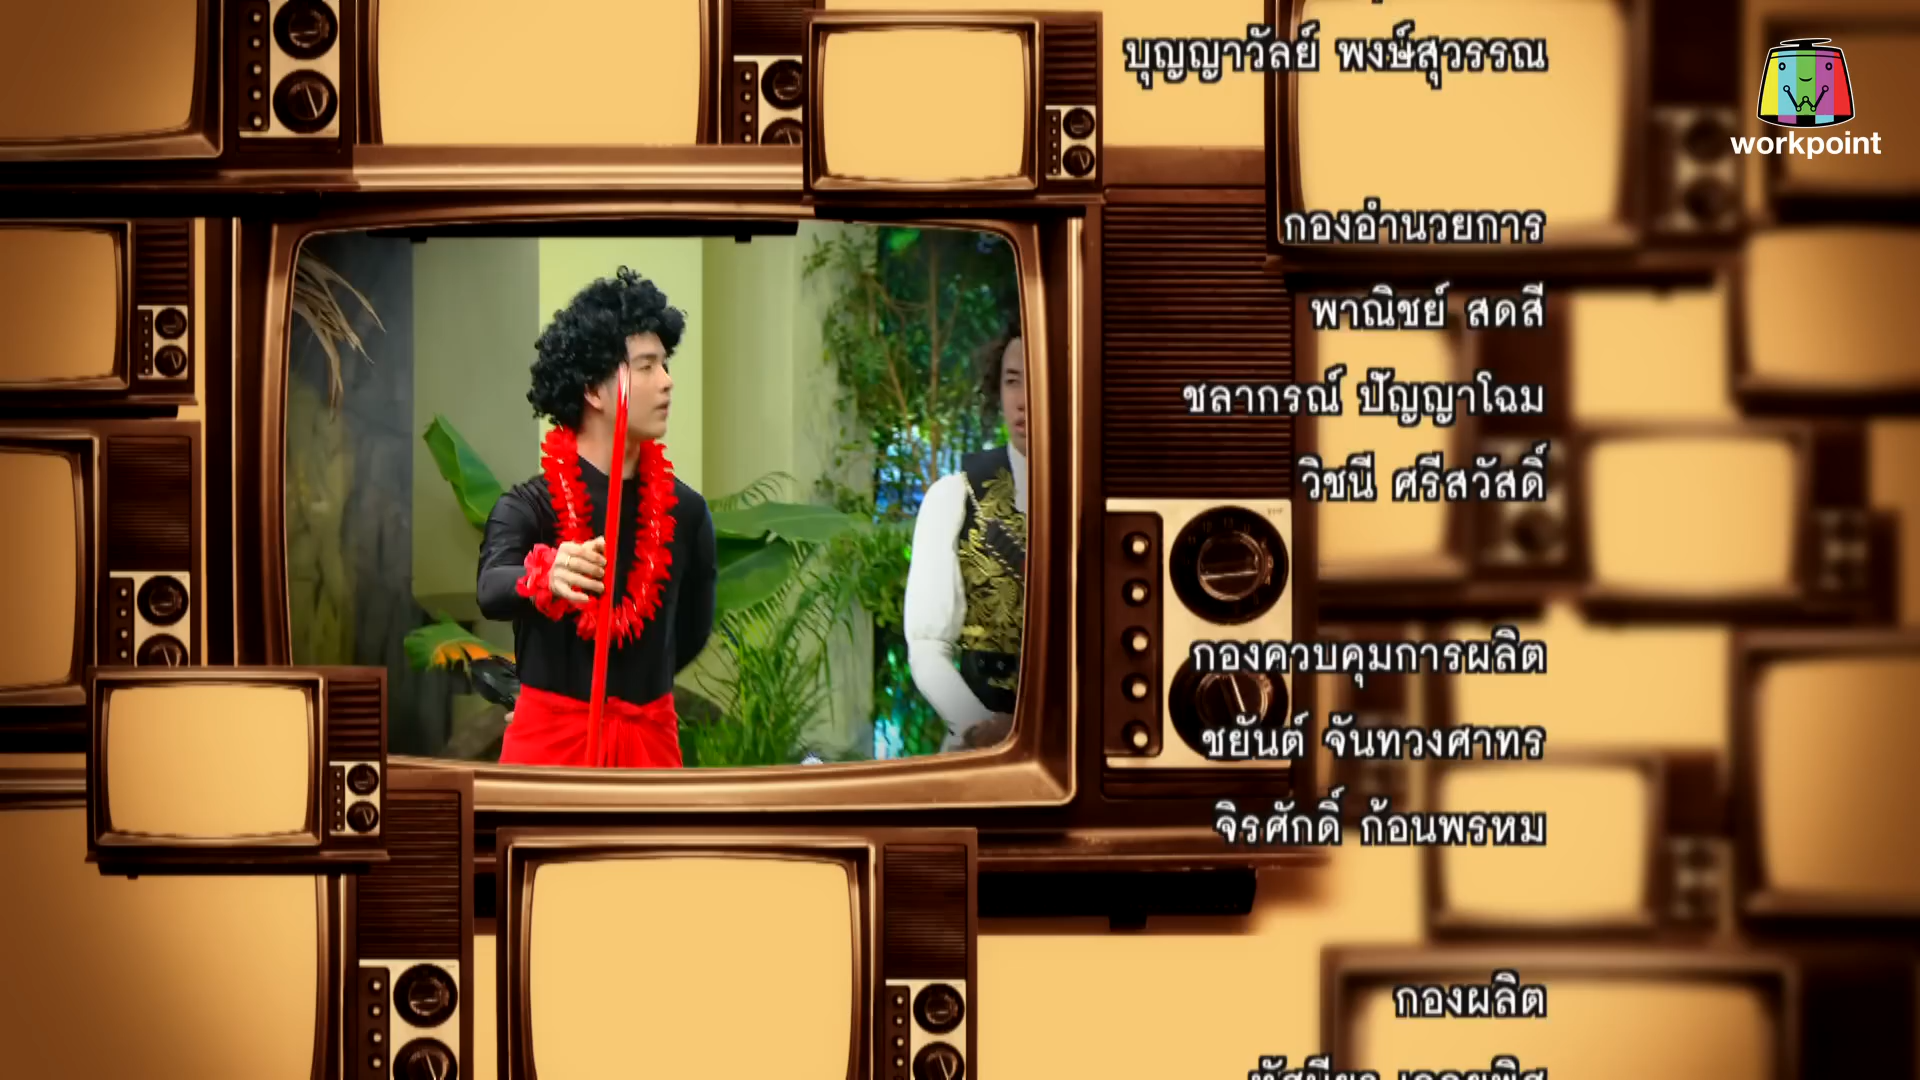 บุญญาวัลย์ พงษ์สุวรรณ
workpoint
กองอำนวยการ
พาณิชย์ สดสี
ชลากรณ์ ปัญญาโฉม
วิชนี ศรีสวัสดิ์
กองควบคุมการผลิต
ชยันต์ จันทวงศาทร
จิรศักดิ์ ก้อนพรหม
กองผลิต